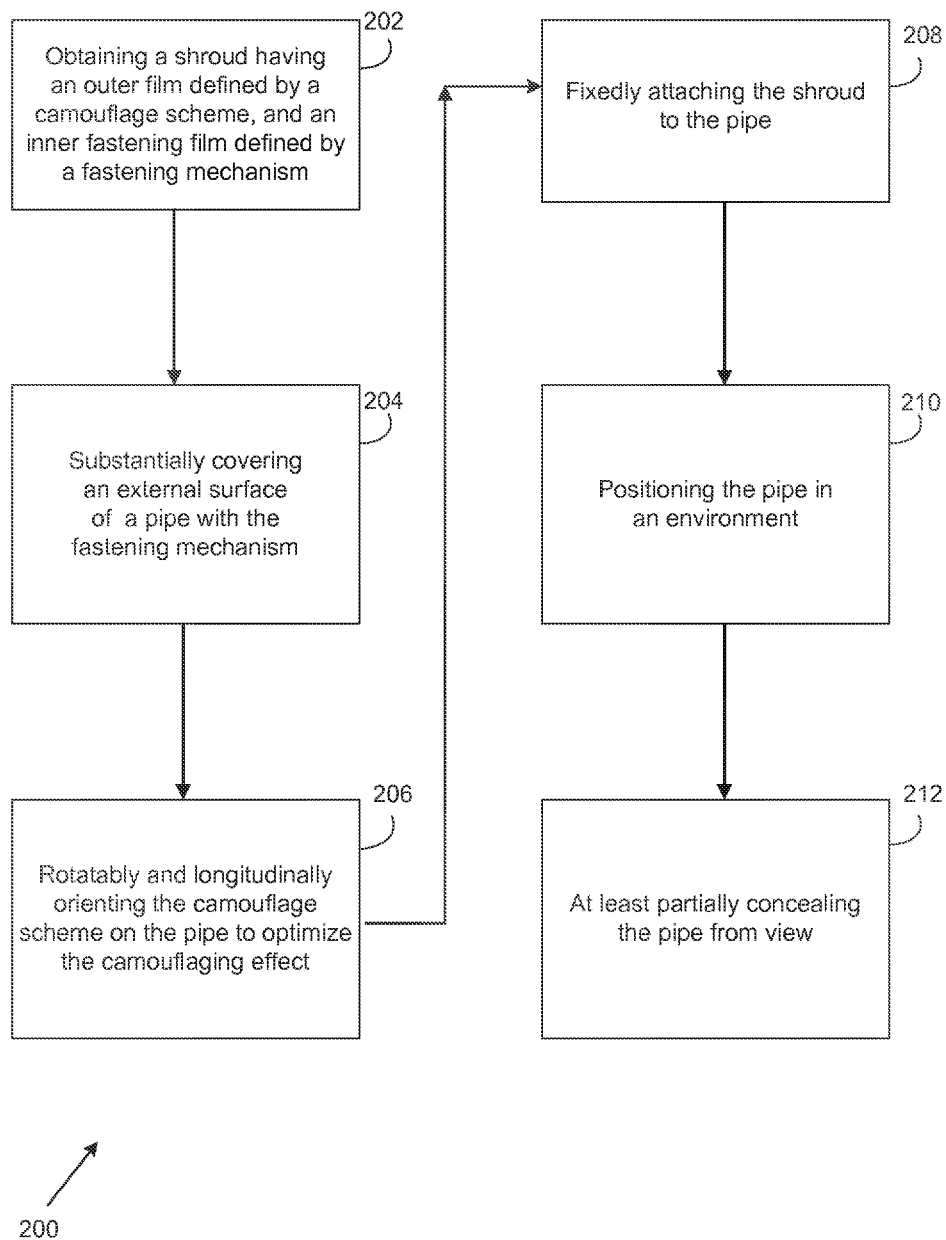 202
Obtaining a shroud having
an outer film defined by a
camouflage scheme, and an
inner fastening film defined by
a fastening mechanism
204
Substantially covering
an external surface
of a pipe with the
fastening mechanism
206
Rotatably and longitudinally
orienting the camouflage
scheme on the pipe to optimize
the camouflaging effect
208
Fixedly attaching the shroud
to the pipe
210
Positioning the pipe in
an environment
212
At least partially concealing
the pipe from view
200